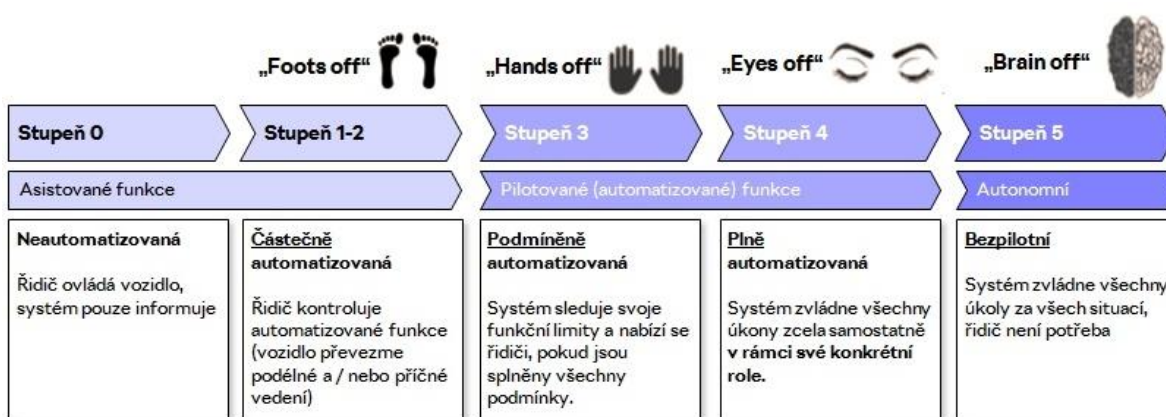 „Foots off“
„Hands off“
„Eyes off“
„Brain off“
Stupeň 0
Stupeň 1-2
Stupeň 3
Stupeň 4
Stupeň 5
Asistované funkce
Pilotované (automatizované) funkce
Autonomní
Neautomatizovaná
Řidič ovládá vozidlo,
systém pouze informuje
Částečně
automatizovaná
Řidič kontroluje
automatizované funkce
(vozidlo převezme
podélné a / nebo příčné
vedení)
Podmíněně
automatizovaná
Systém sleduje svoje
funkční limity a nabízí se
řidiči, pokud jsou
splněny všechny
podmínky.
Plně
automatizovaná
Systém zvládne všechny
úkony zcela samostatně
v rámci své konkrétní
role.
Bezpilotní
Systém zvládne všechny
úkoly za všech situací,
řidič není potřeba